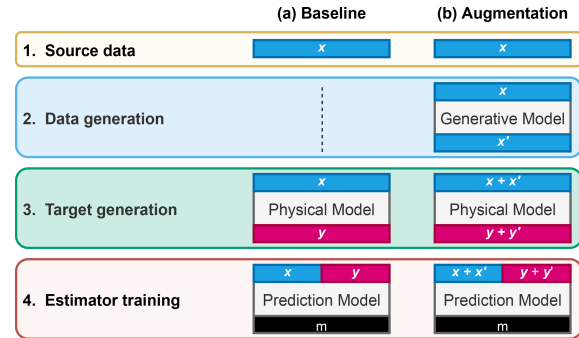 (a) Baseline (b) Augmentation
1. Source data x x
2. Data generation x
Generative Model
x'
3. Target generation x x + x'
Physical Model Physical Model
y y + y'
4. Estimator training x y x + x' y + y'
Prediction Model Prediction Model
m m